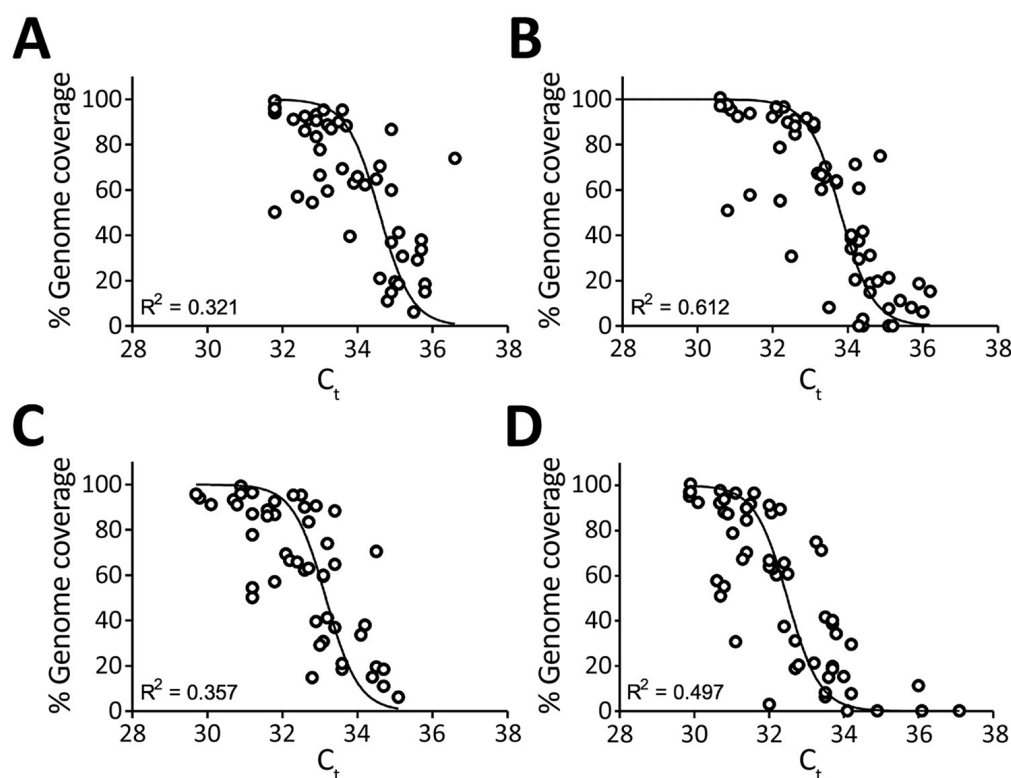 A
% Genome coverage
100
80
60
40
20
0
R² = 0.321
28 30 32 34 36 38
Cₜ
B
% Genome coverage
100
80
60
40
20
0
R² = 0.612
28 30 32 34 36 38
Cₜ
C
% Genome coverage
100
80
60
40
20
0
R² = 0.357
28 30 32 34 36 38
Cₜ
D
% Genome coverage
100
80
60
40
20
0
R² = 0.497
28 30 32 34 36 38
Cₜ